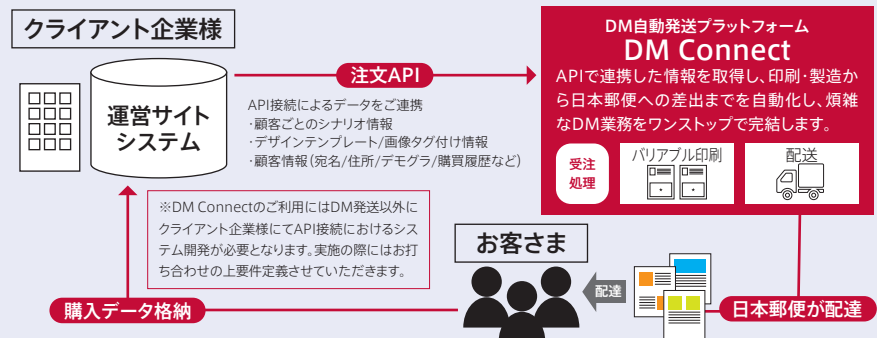 クライアント企業様
運営サイト
システム
注文API
API接続によるデータをご連携
・顧客ごとのシナリオ情報
・デザインテンプレート/画像タグ付け情報
・顧客情報(宛名/住所/デモグラ/購買履歴など)
DM自動発送プラットフォーム
DM Connect
APIで連携した情報を取得し、印刷・製造か
ら日本郵便への差出までを自動化し、煩雑
なDM業務をワンストップで完結します。
受注
処理
バリアブル印刷
配送
※DM Connectのご利用にはDM発送以外に
クライアント企業様にてAPI接続におけるシス
テム開発が必要となります。実施の際にはお打
ち合わせの上要件定義させていただきます。
お客さま
配達
日本郵便が配達
購入データ格納